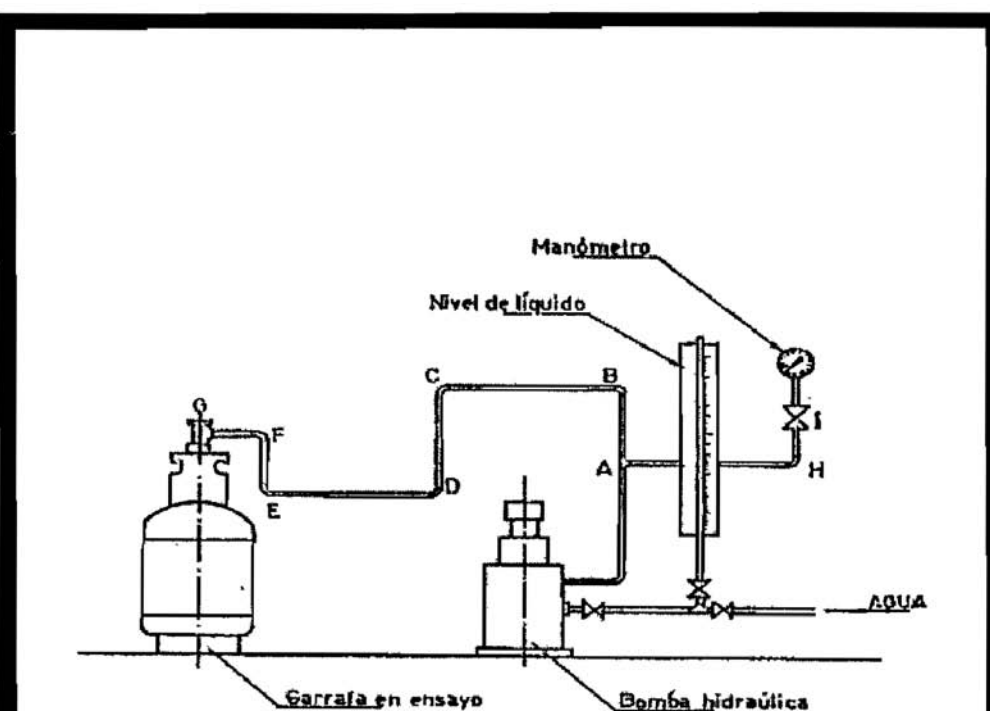 Manómetro
Nivel de líquido
C
B
G
F
I
A
H
D
E
AGUA
Garrafa en ensayo
Bomba hidraúlica